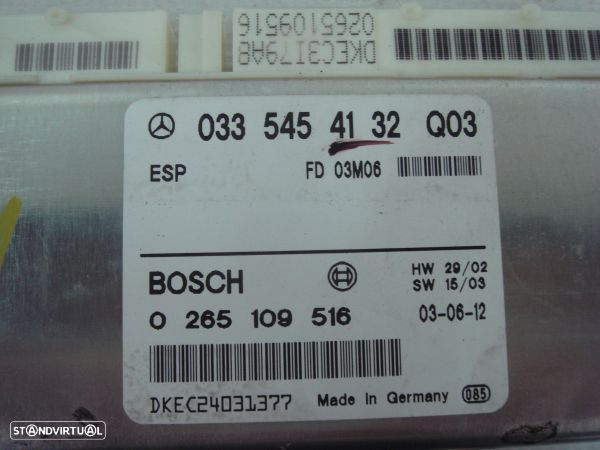 0265109516
DKEC3I79A8
033 545 41 32 Q03
ESP FD 03M06
BOSCH HW 29/02
SW 15/03
0 265 109 516 03-06-12
DKEC24031377 Made in Germany 085
STANDVIRTUAL